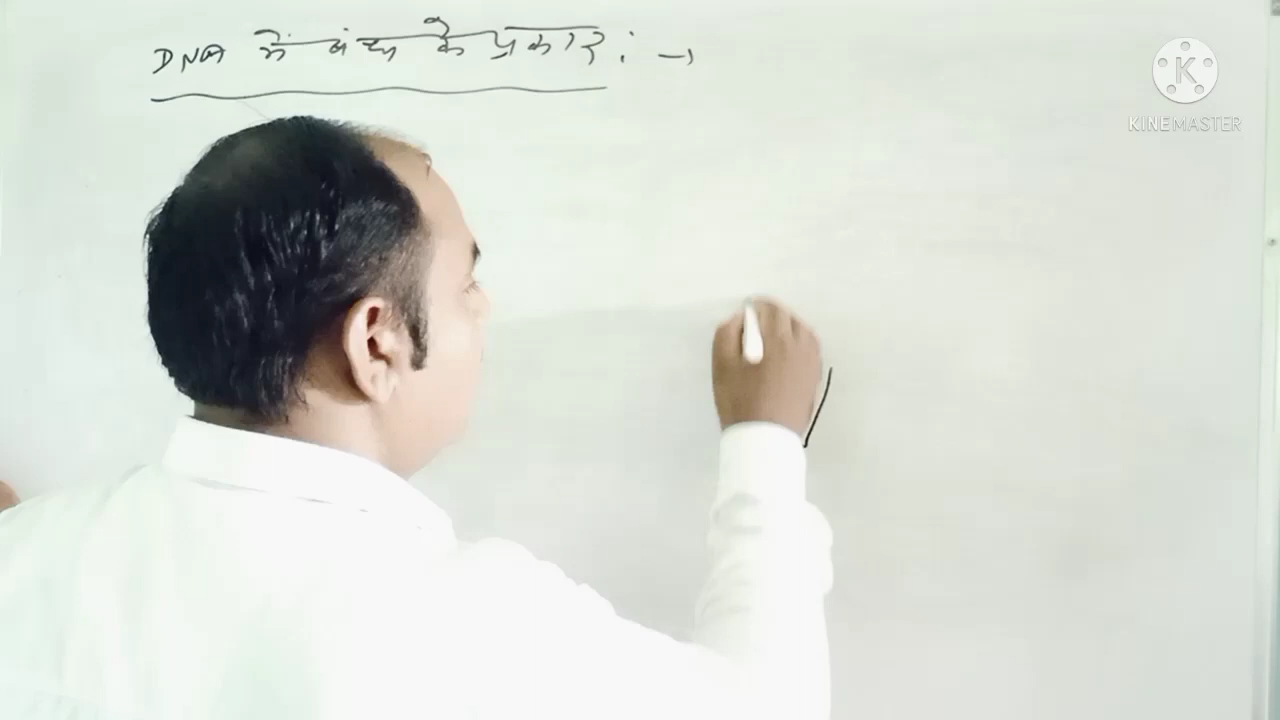 DNA में बंधा के प्रकार : →
K
KINEMASTER